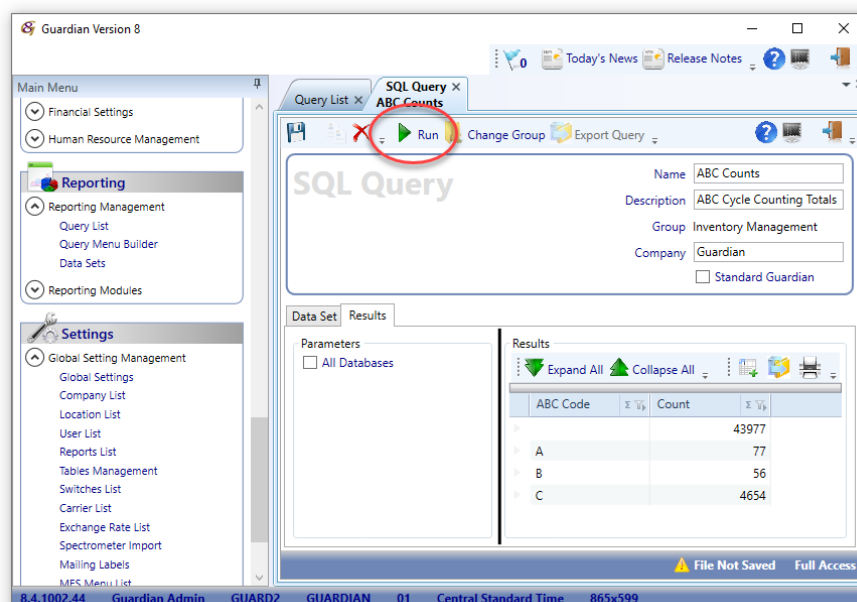 Guardian Version 8
0 Today's News Release Notes
Main Menu
Financial Settings
Human Resource Management
Reporting
Reporting Management
Query List
Query Menu Builder
Data Sets
Reporting Modules
Settings
Global Setting Management
Global Settings
Company List
Location List
User List
Reports List
Tables Management
Switches List
Carrier List
Exchange Rate List
Spectrometer Import
Mailing Labels
MES Menu List
Query List
SQL Query
ABC Counts
Run Change Group Export Query
SQL Query
Name ABC Counts
Description ABC Cycle Counting Totals
Group Inventory Management
Company Guardian
Standard Guardian
Data Set Results
Parameters
All Databases
Results
Expand All Collapse All
ABC Code Σ Count Σ
43977
A 77
B 56
C 4654
File Not Saved Full Access
8.4.1002.44 Guardian Admin GUARD2 GUARDIAN 01 Central Standard Time 865x599